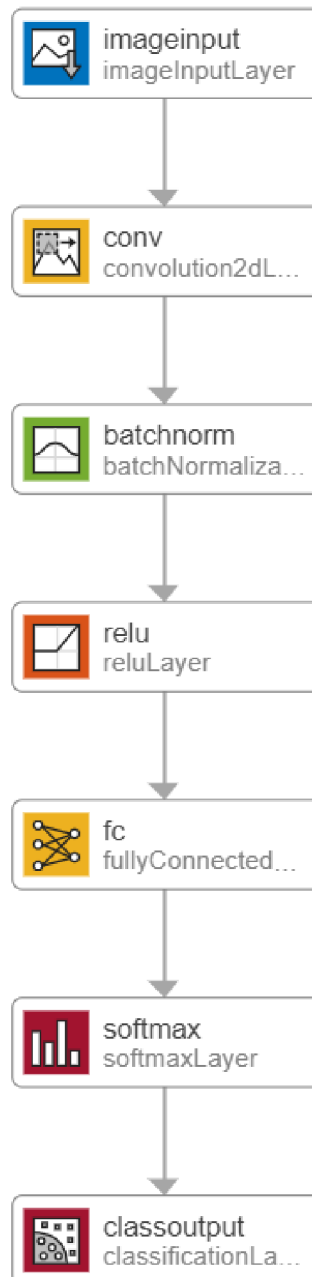 imageinput
imageInputLayer
conv
convolution2dL...
batchnorm
batchNormaliza...
relu
reluLayer
fc
fullyConnected...
softmax
softmaxLayer
classoutput
classificationLa...